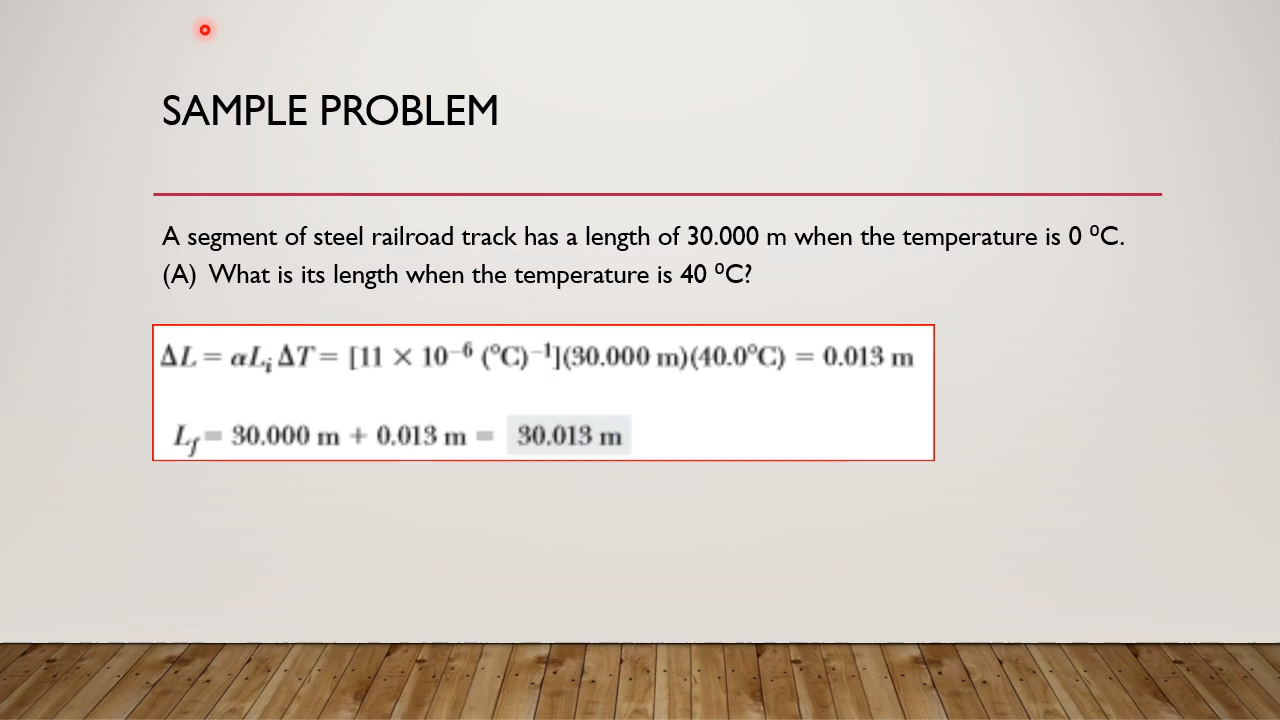 SAMPLE PROBLEM
A segment of steel railroad track has a length of 30.000 m when the temperature is 0 ⁰C.
(A) What is its length when the temperature is 40 ⁰C?
ΔL = αLᵢ ΔT = [11 × 10⁻⁶ (°C)⁻¹](30.000 m)(40.0°C) = 0.013 m
L_f = 30.000 m + 0.013 m = 30.013 m